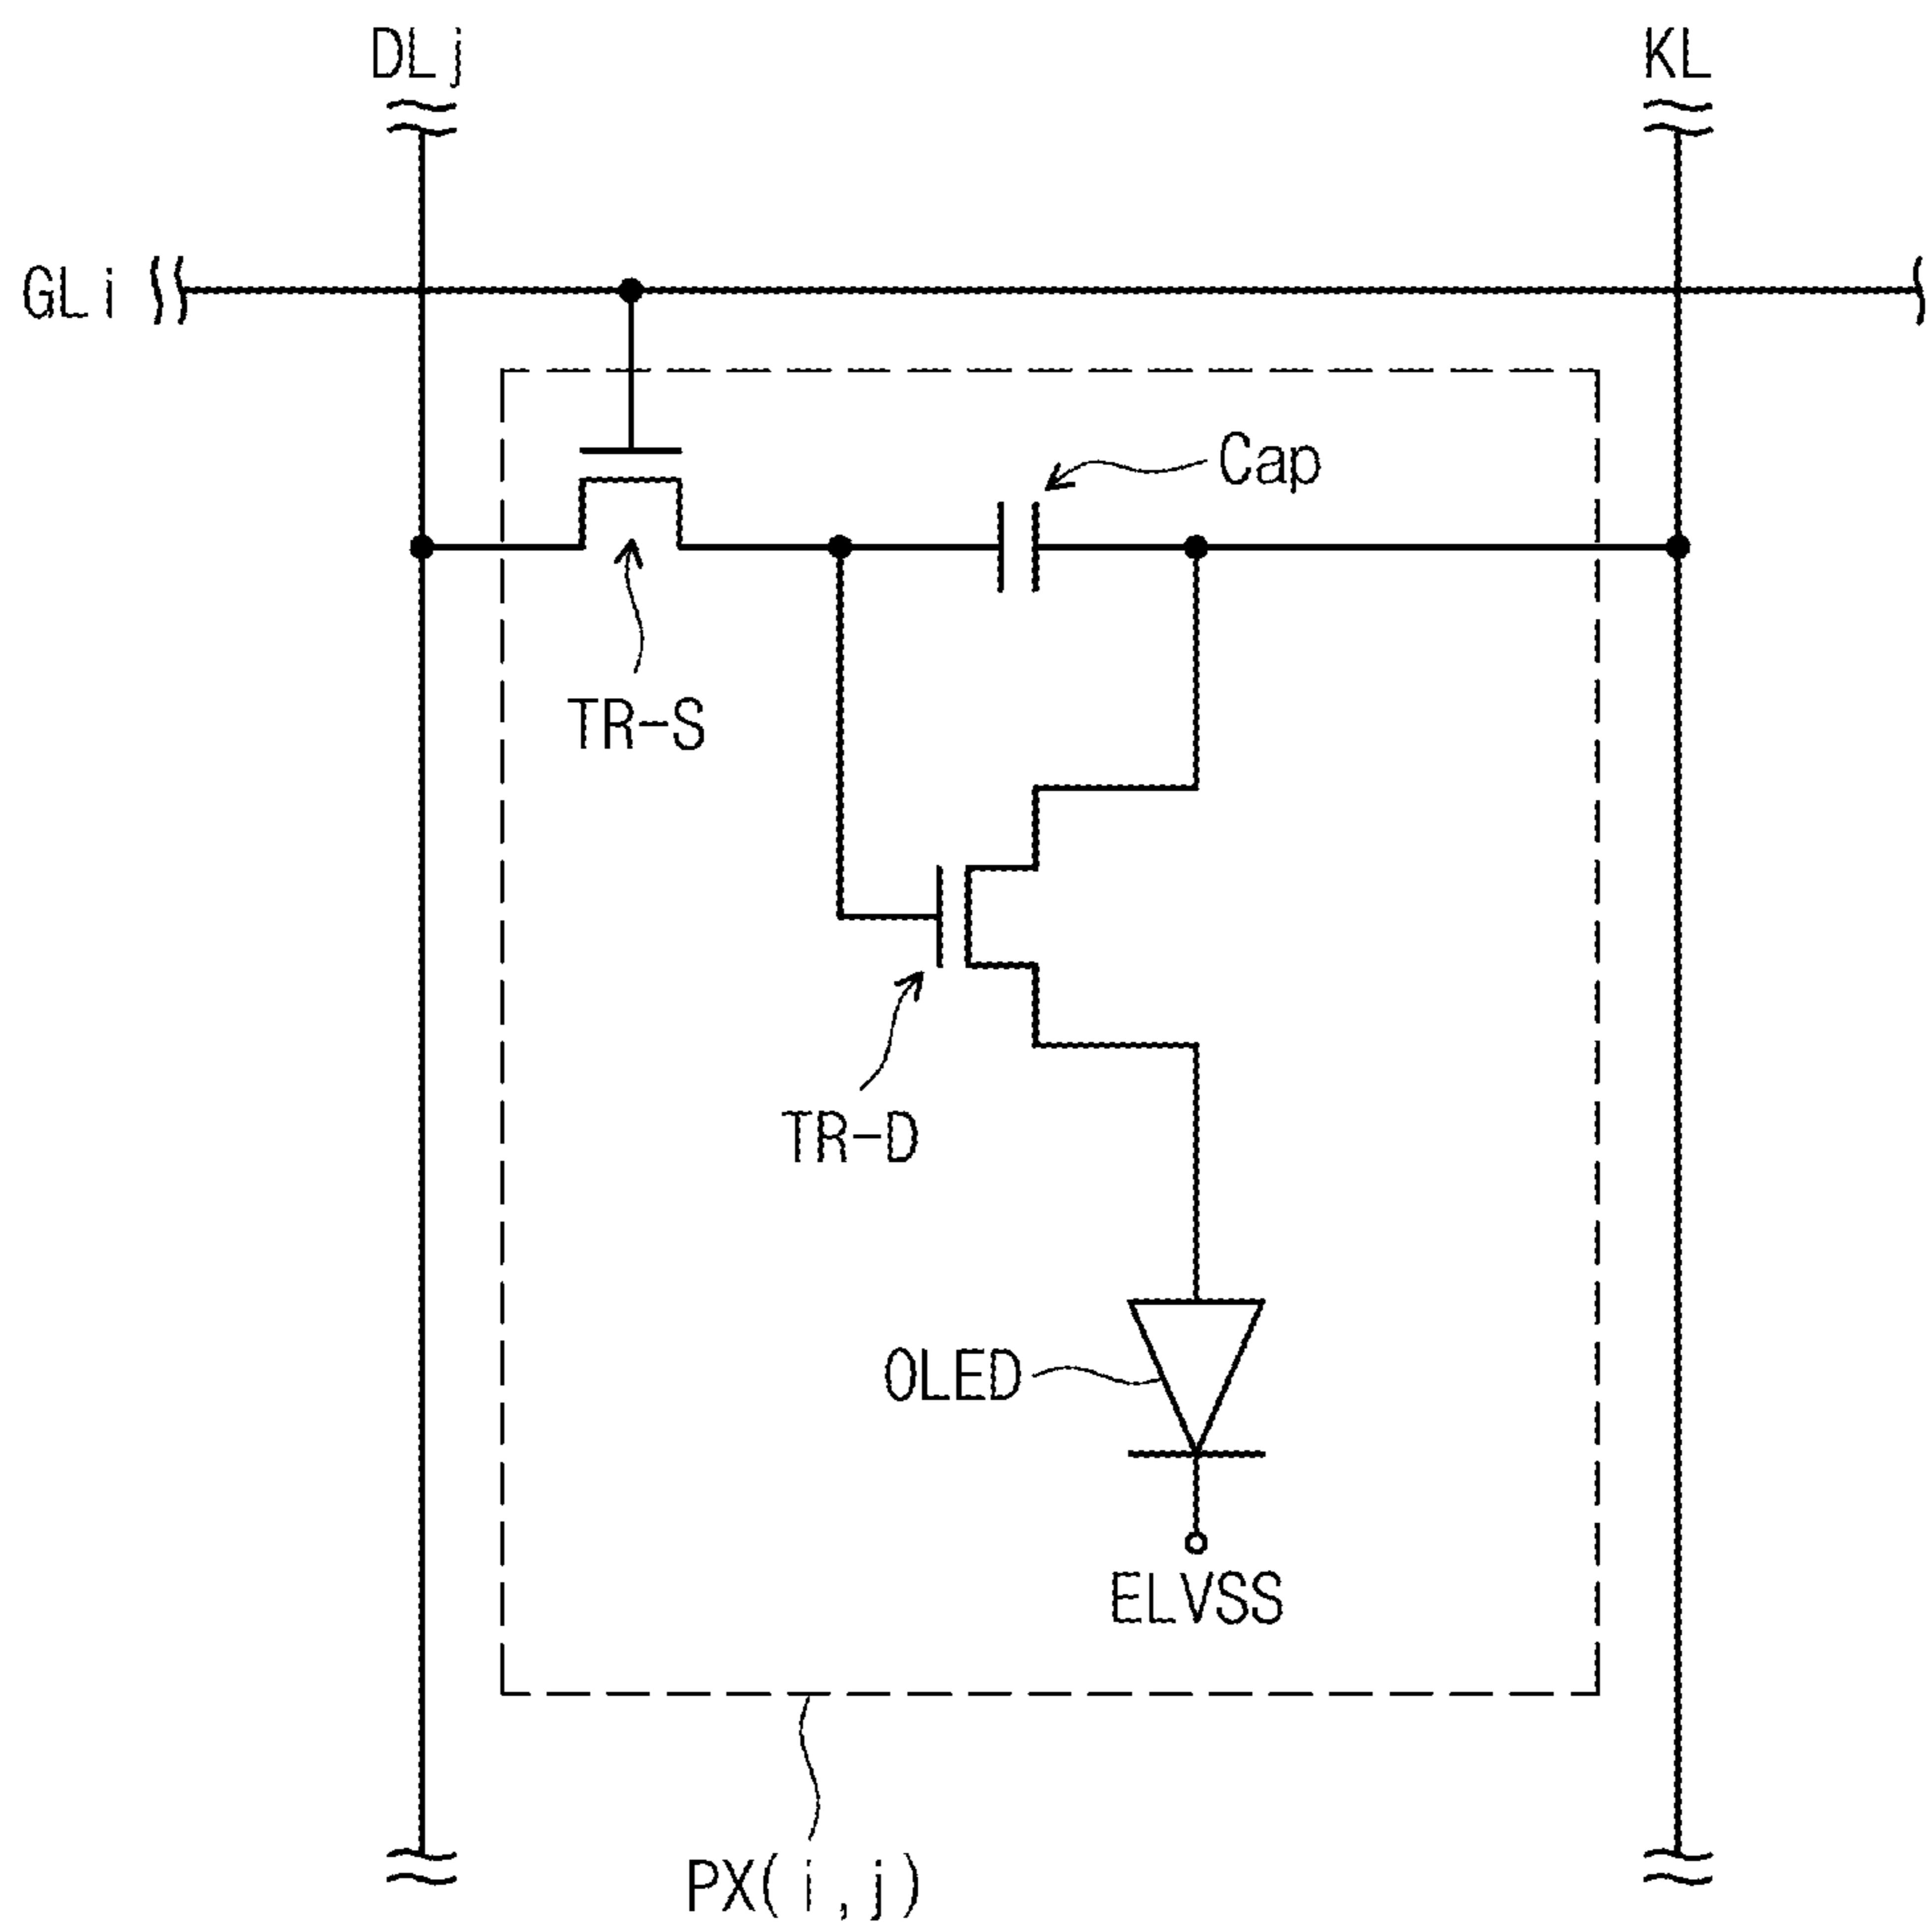 DLj
KL
GLi
Cap
TR-S
TR-D
OLED
ELVSS
PX(i,j)